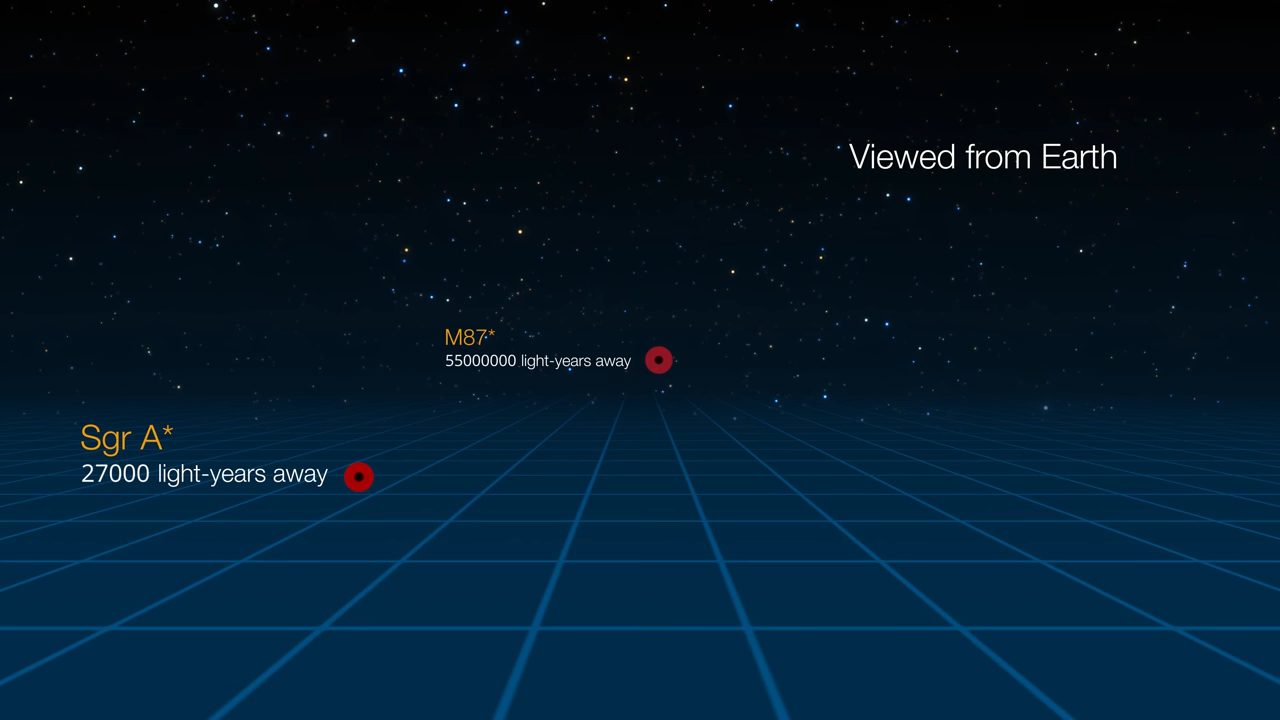 Viewed from Earth
M87*
55000000 light-years away
Sgr A*
27000 light-years away